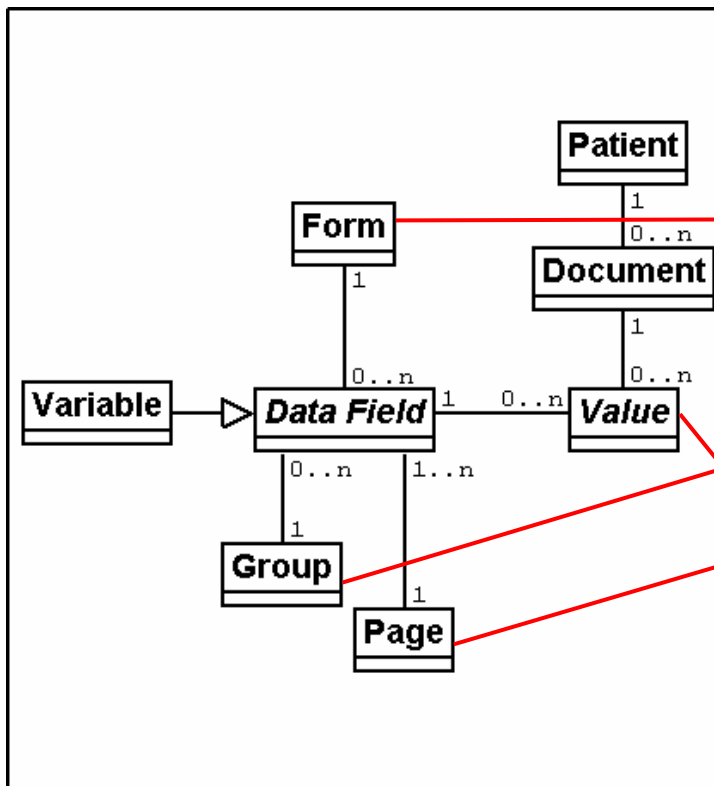 Patient
1
Form
0..n
Document
1
1
0..n
0..n
Variable
Data Field
1
0..n
Value
0..n
1..n
1
Group
1
Page